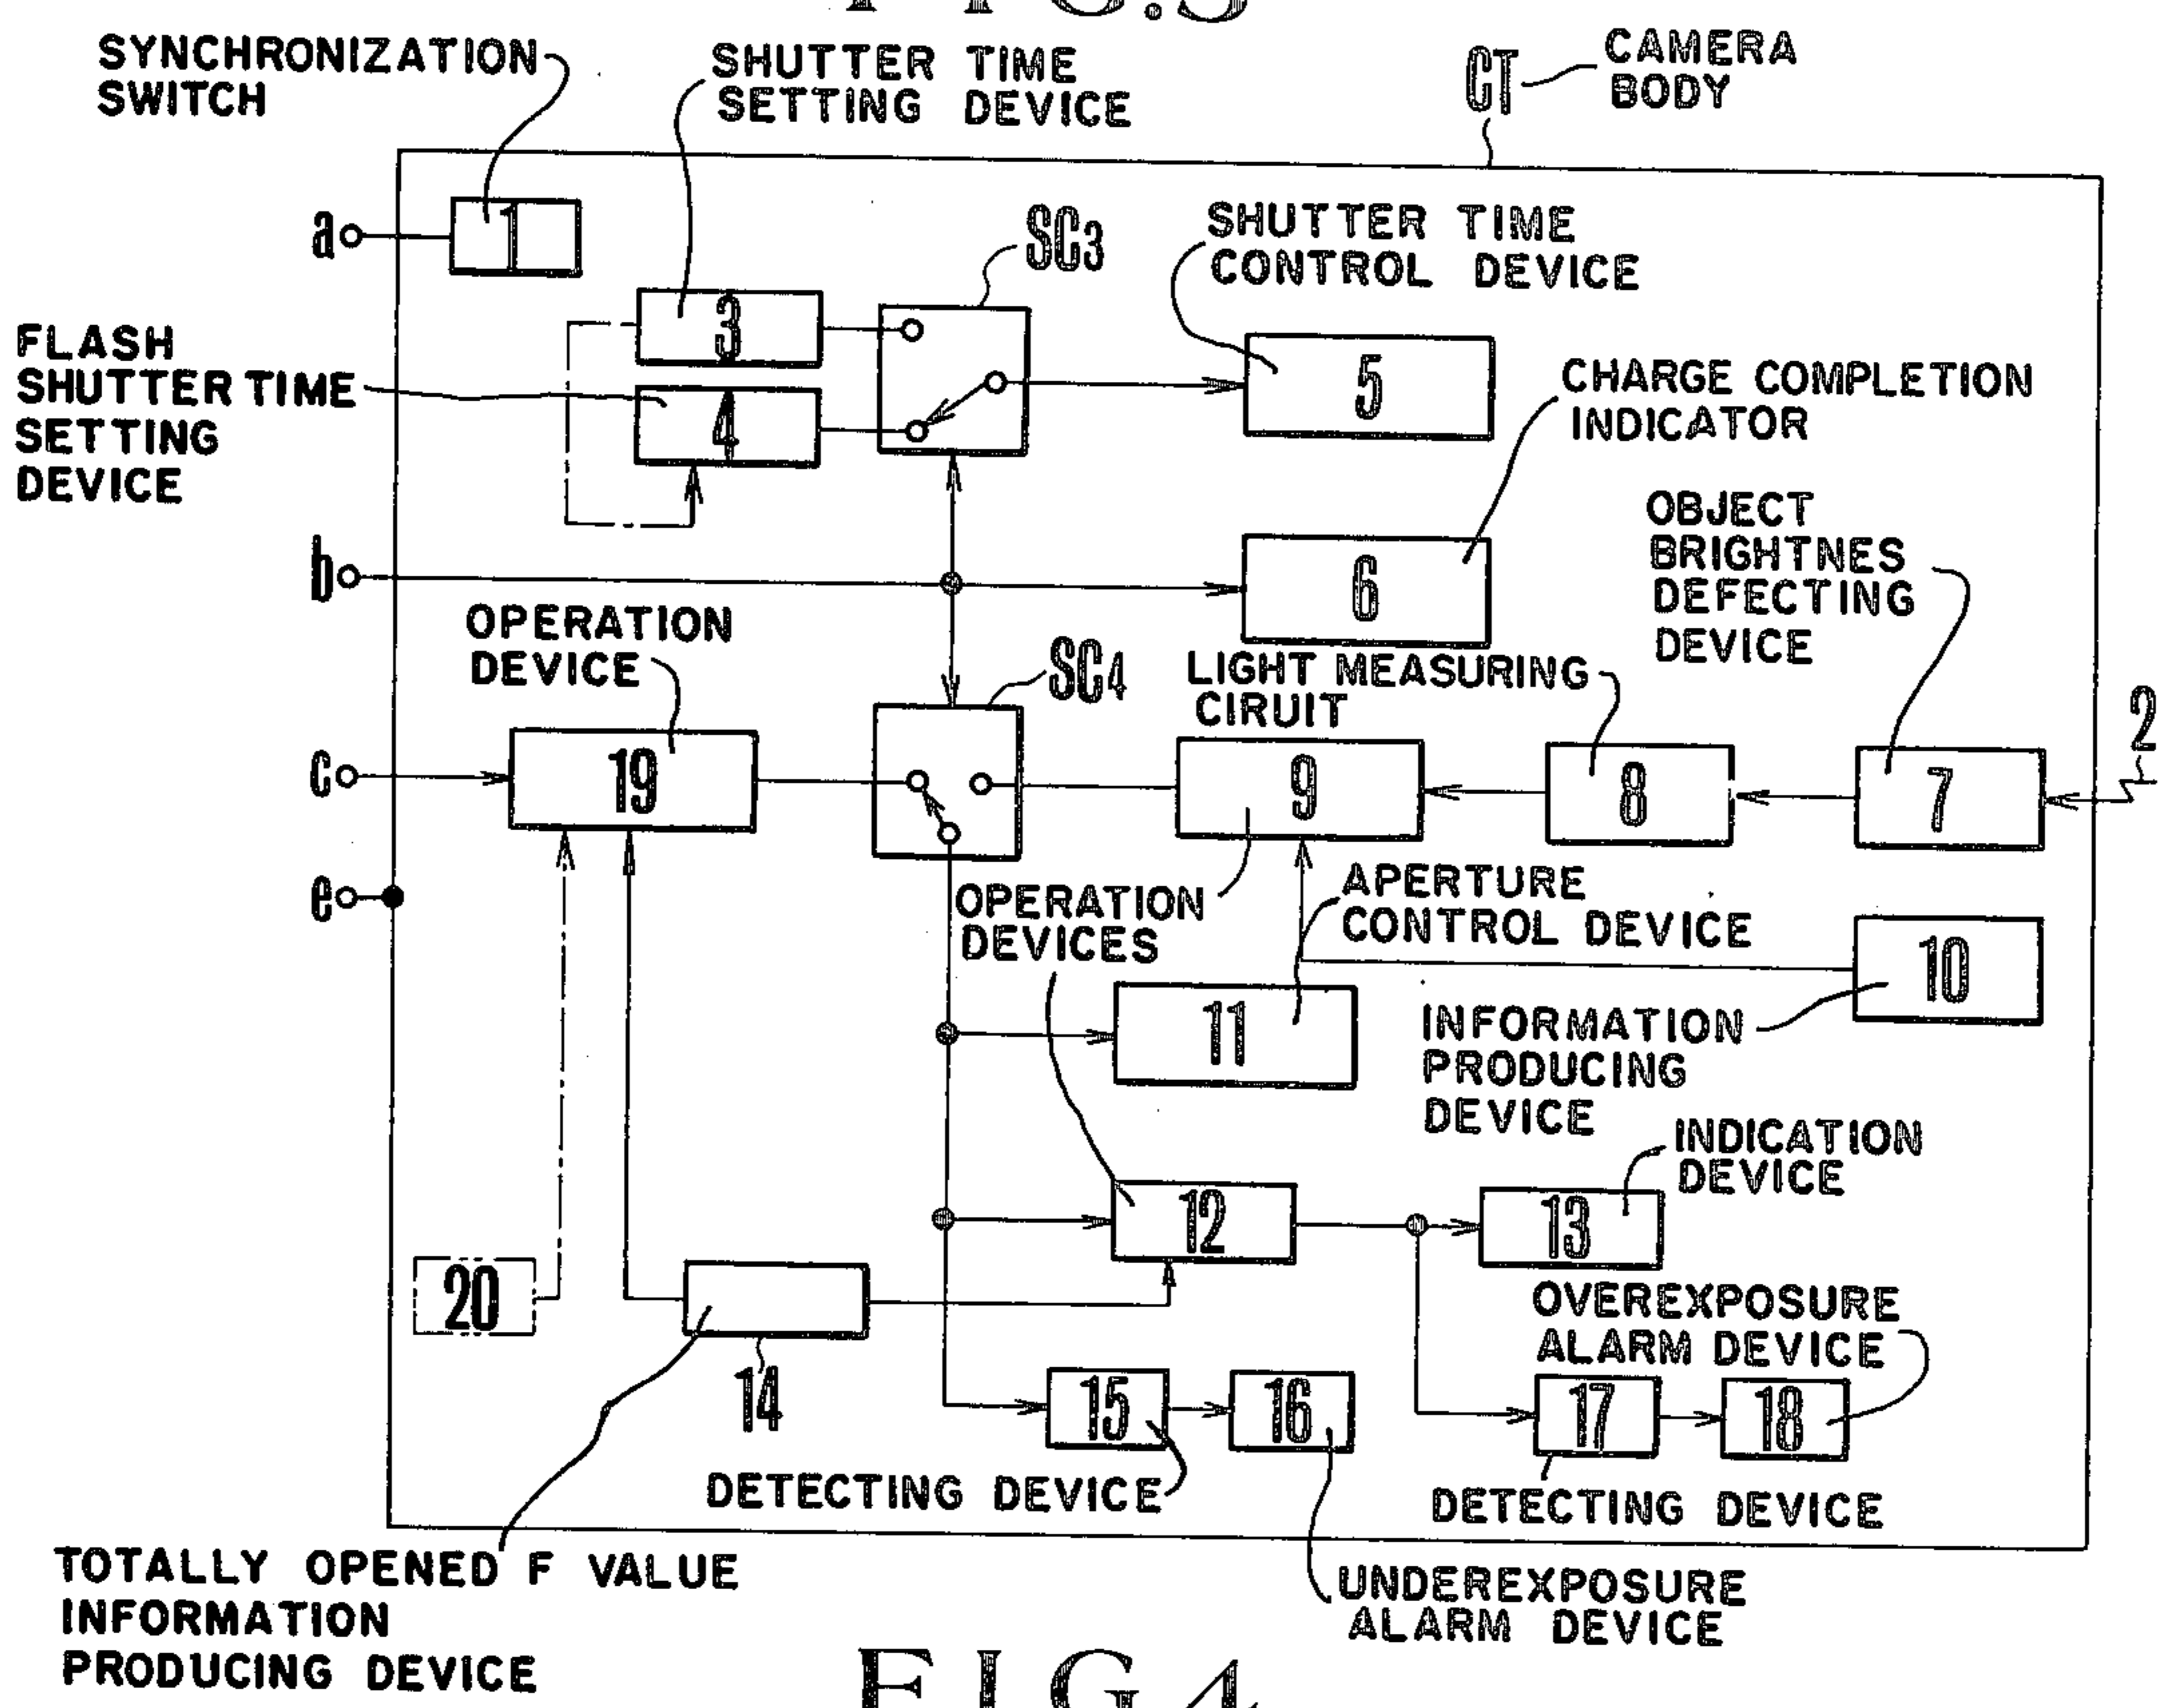 FIG.3
SYNCHRONIZATION
SWITCH
SHUTTER TIME
SETTING DEVICE
CT
CAMERA
BODY
a
1
SC3
SHUTTER TIME
CONTROL DEVICE
3
FLASH
SHUTTER TIME
SETTING
DEVICE
4
5
CHARGE COMPLETION
INDICATOR
OBJECT
BRIGHTNES
DEFECTING
DEVICE
b
6
OPERATION
DEVICE
SC4
LIGHT MEASURING
CIRUIT
2
c
19
9
8
7
e
OPERATION
DEVICES
APERTURE
CONTROL DEVICE
10
11
INFORMATION
PRODUCING
DEVICE
INDICATION
DEVICE
12
13
20
14
OVEREXPOSURE
ALARM DEVICE
15
16
17
18
DETECTING DEVICE
DETECTING DEVICE
TOTALLY OPENED F VALUE
INFORMATION
PRODUCING DEVICE
UNDEREXPOSURE
ALARM DEVICE
FIG.4